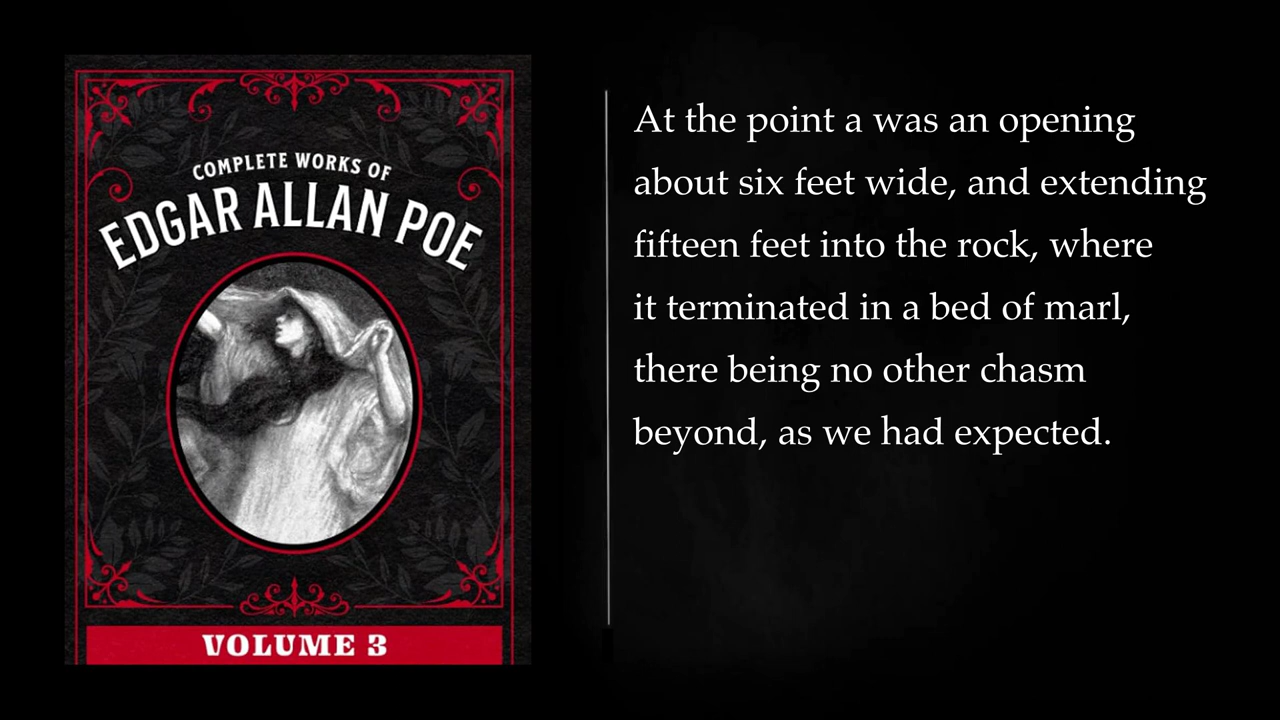 COMPLETE WORKS OF
EDGAR ALLAN POE
VOLUME 3
At the point a was an opening
about six feet wide, and extending
fifteen feet into the rock, where
it terminated in a bed of marl,
there being no other chasm
beyond, as we had expected.